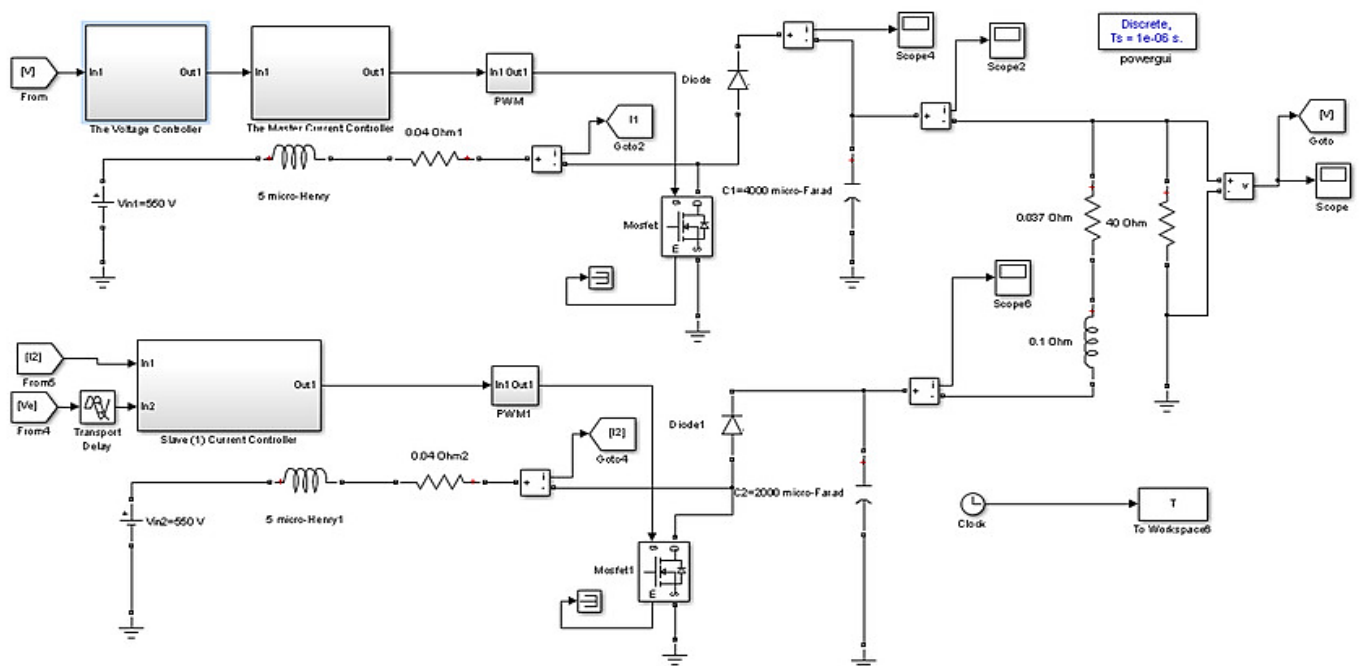 Discrete,
Ts = 1e-06 s.
powergui
[V]
From
In1
Out1
The Voltage Controller
In1
Out1
The Master Current Controller
In1 Out1
PWM
Diode
+
-
i
Scope4
+
-
i
Scope2
[V]
Goto
+
-
v
Scope
0.04 Ohm1
5 micro-Henry
+
-
i
I1
Goto2
Vin1=550 V
+
g
D
E
S
Mosfet
C1=4000 micro-Farad
0.037 Ohm
40 Ohm
0.1 Ohm
Scope6
[I2]
From5
[Ve]
From4
Transport
Delay
In1
In2
Out1
Slave (1) Current Controller
In1 Out1
PWM1
Diode1
+
-
i
0.04 Ohm2
5 micro-Henry1
+
-
i
[I2]
Goto4
Vin2=550 V
+
g
D
E
S
Mosfet1
C2=2000 micro-Farad
Clock
T
To Workspace6